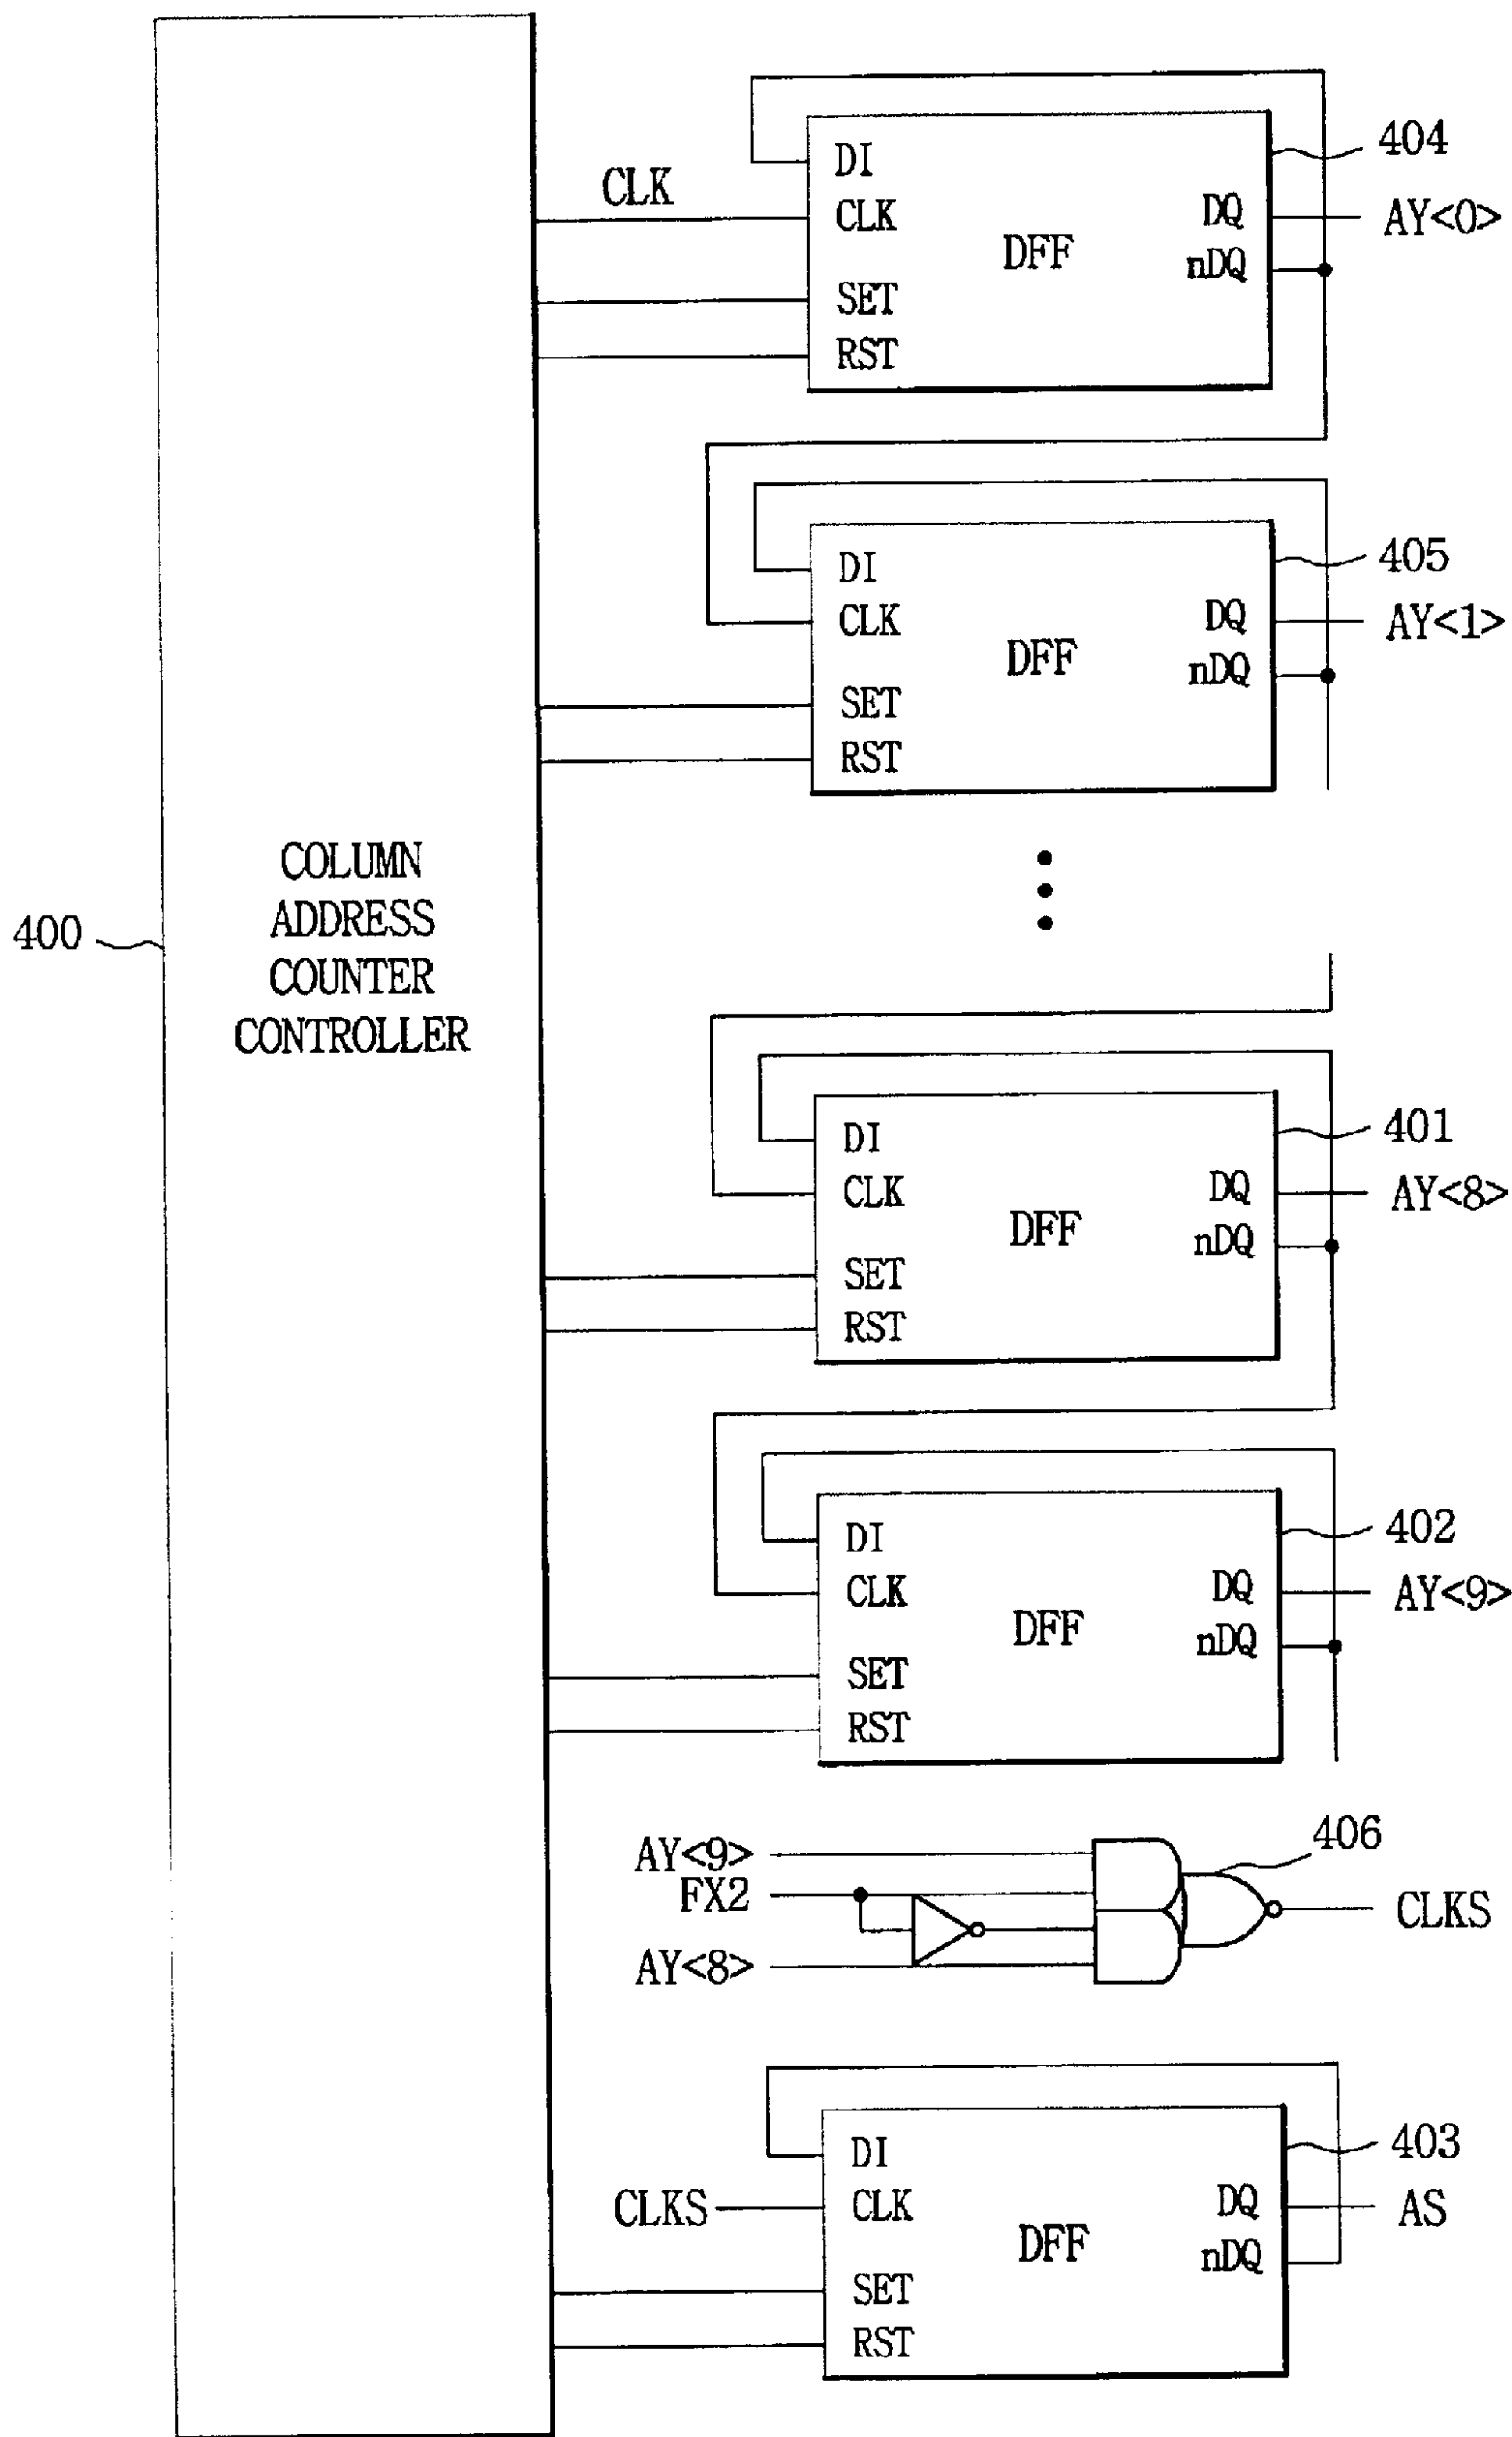 404
DI
CLK
CLK
DQ
AY<0>
DFF
nDQ
SET
RST
405
DI
CLK
DQ
AY<1>
DFF
nDQ
SET
RST
400
COLUMN
ADDRESS
COUNTER
CONTROLLER
401
DI
CLK
DQ
AY<8>
DFF
nDQ
SET
RST
402
DI
CLK
DQ
AY<9>
DFF
nDQ
SET
RST
406
AY<9>
FX2
CLKS
AY<8>
403
DI
CLKS
CLK
DQ
AS
DFF
nDQ
SET
RST